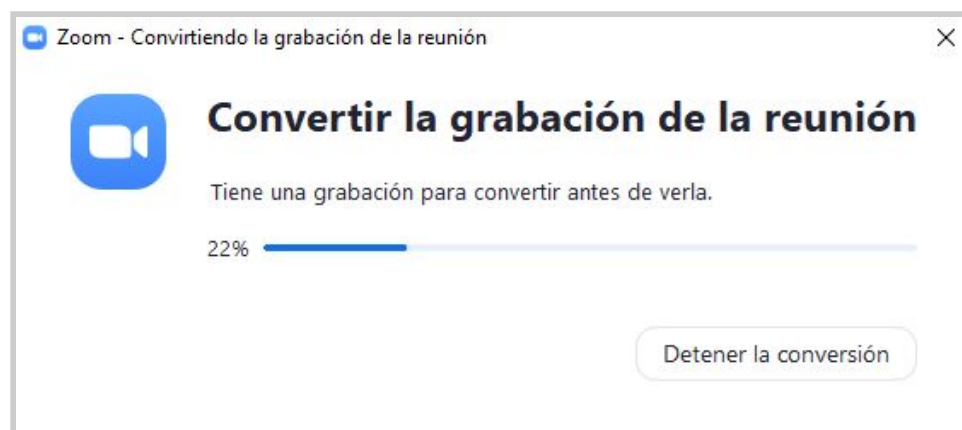 Zoom - Convirtiendo la grabación de la reunión
Convertir la grabación de la reunión
Tiene una grabación para convertir antes de verla.
22%
Detener la conversión